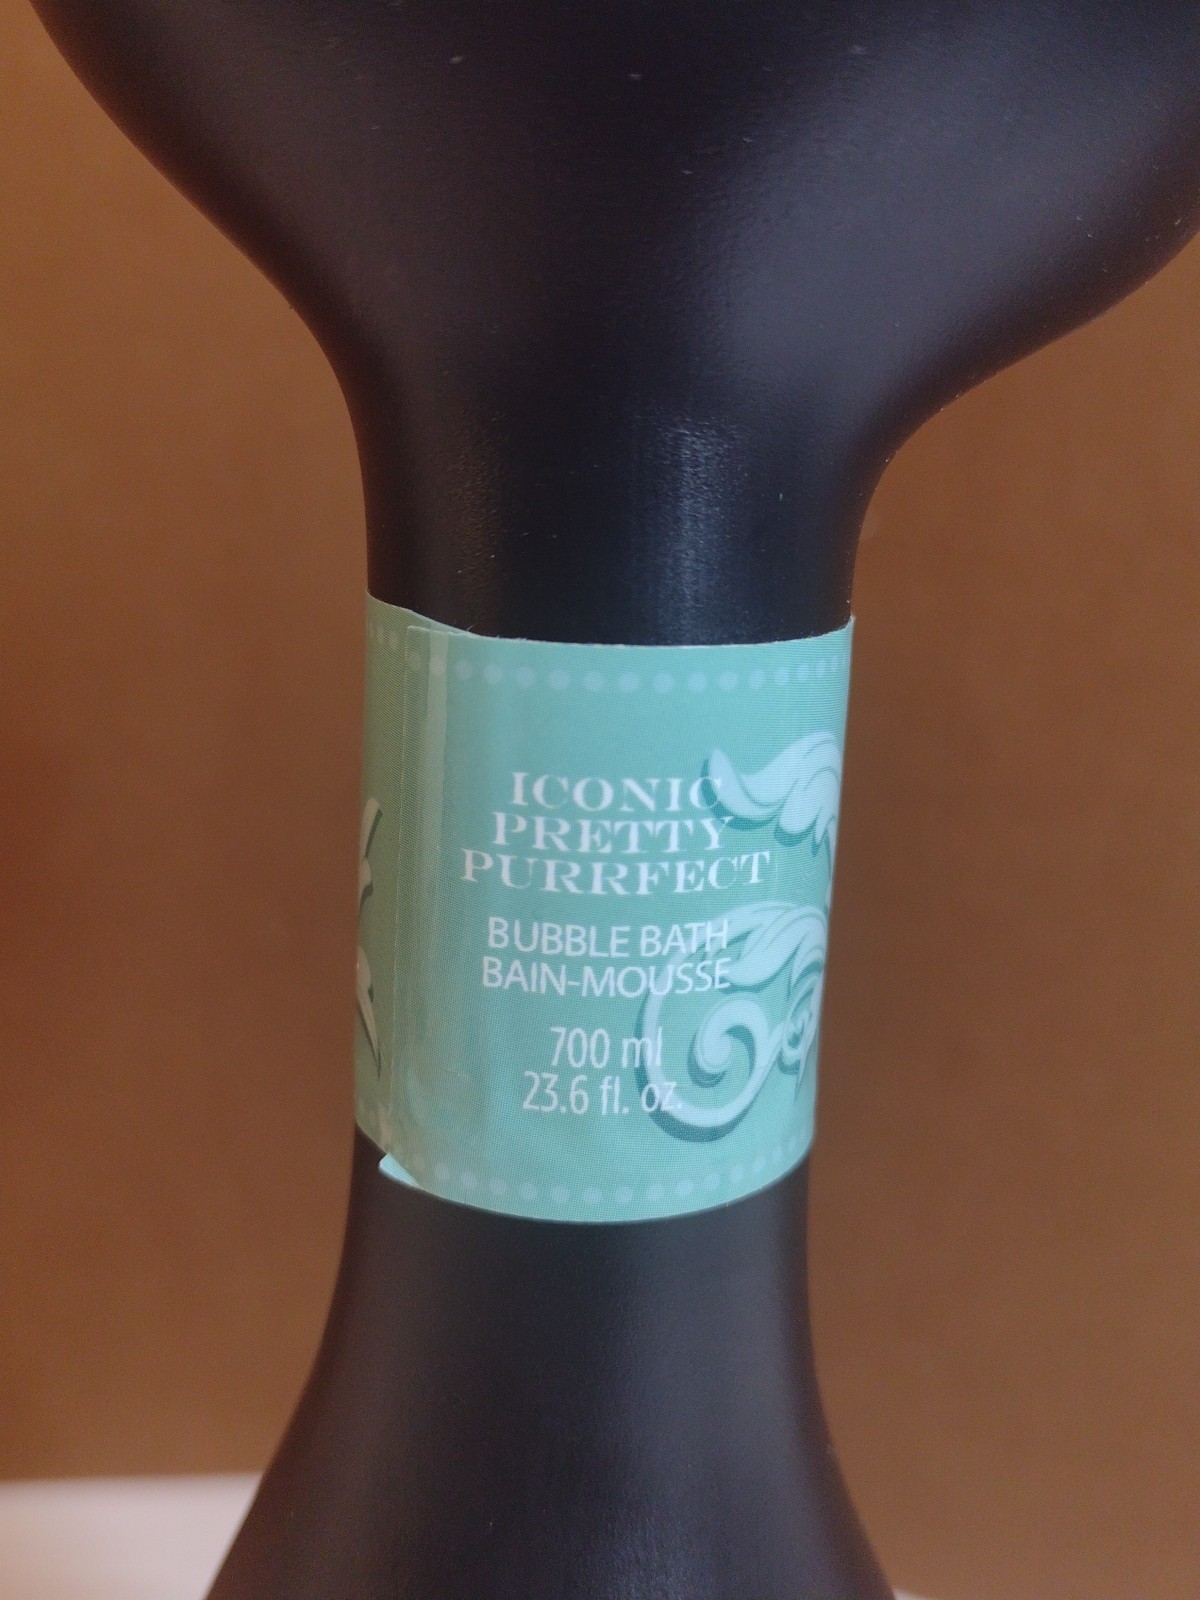 ICONIC
PRETTY
PURRFECT
BUBBLE BATH
BAIN-MOUSSE
700 ml
23.6 fl. oz.